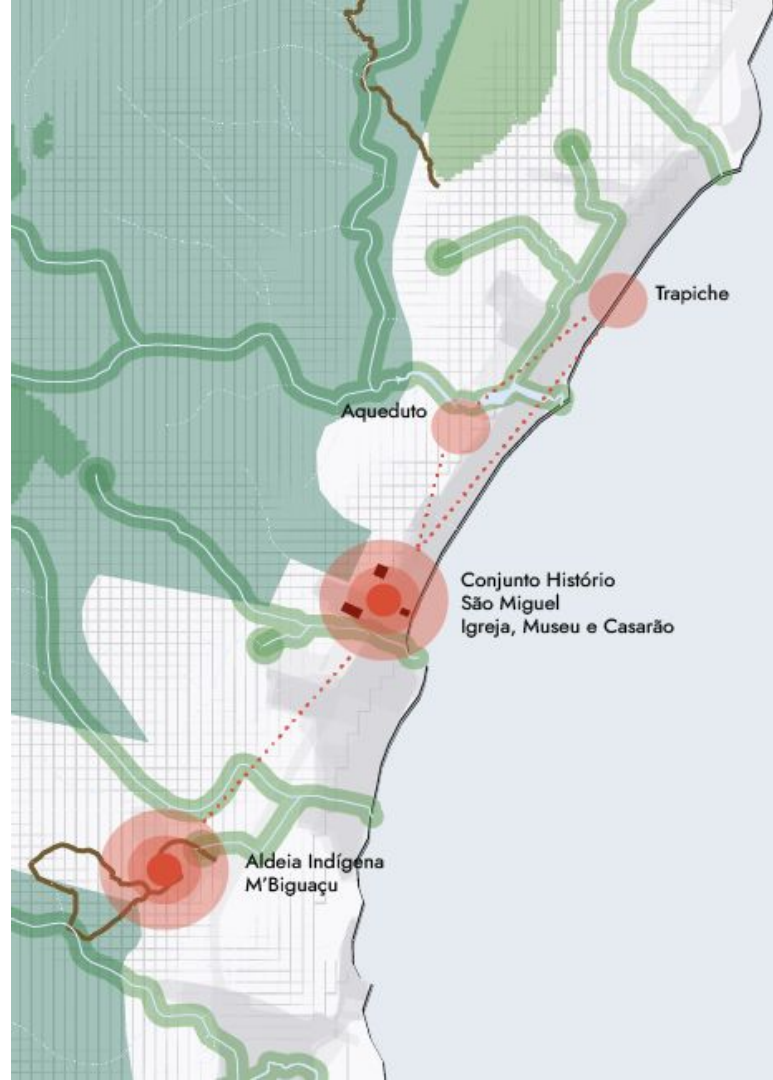 Trapiche
Aqueduto
Conjunto Histório
São Miguel
Igreja, Museu e Casarão
Aldeia Indígena
M'Biguaçu